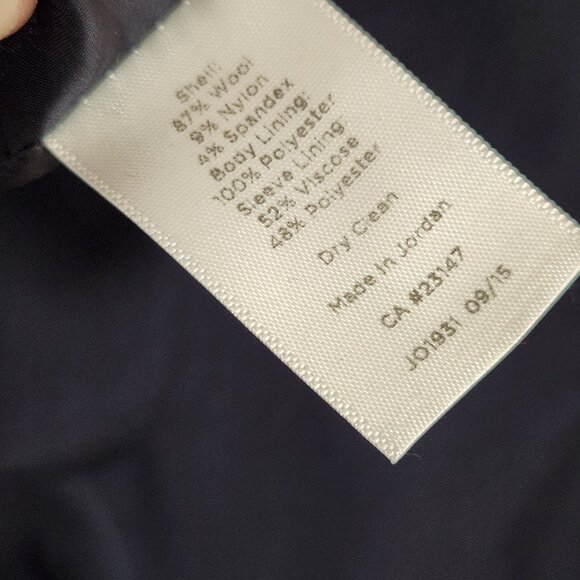 Shell:
87% Wool
9% Nylon
4% Spandex
Body Lining:
100% Polyester
Sleeve Lining:
52% Viscose
48% Polyester
Dry Clean
Made In Jordan
CA #23147
JO1931 09/15